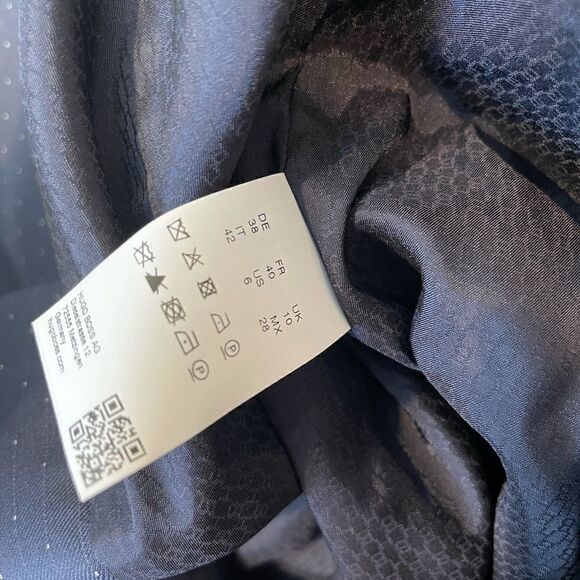 DE FR UK
38 40 10
IT US MX
42 6 28
P
P
HUGO BOSS AG
Dieselstrasse 12
72555 Metzingen
Germany
hugoboss.com